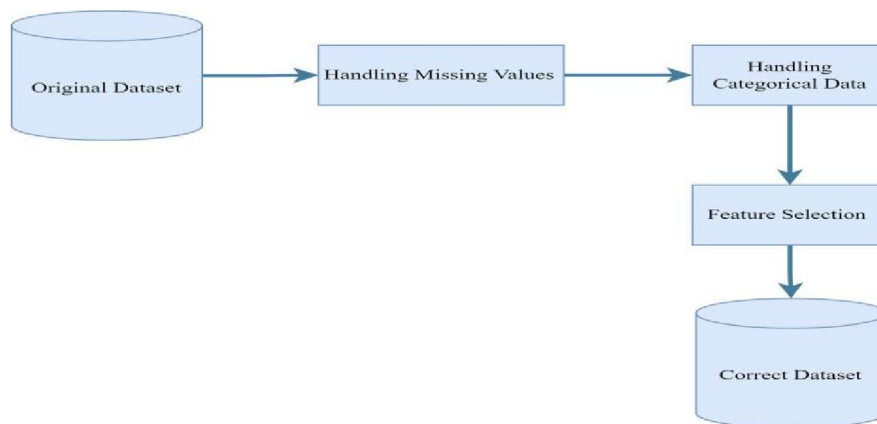 Original Dataset
Handling Missing Values
Handling
Categorical Data
Feature Selection
Correct Dataset